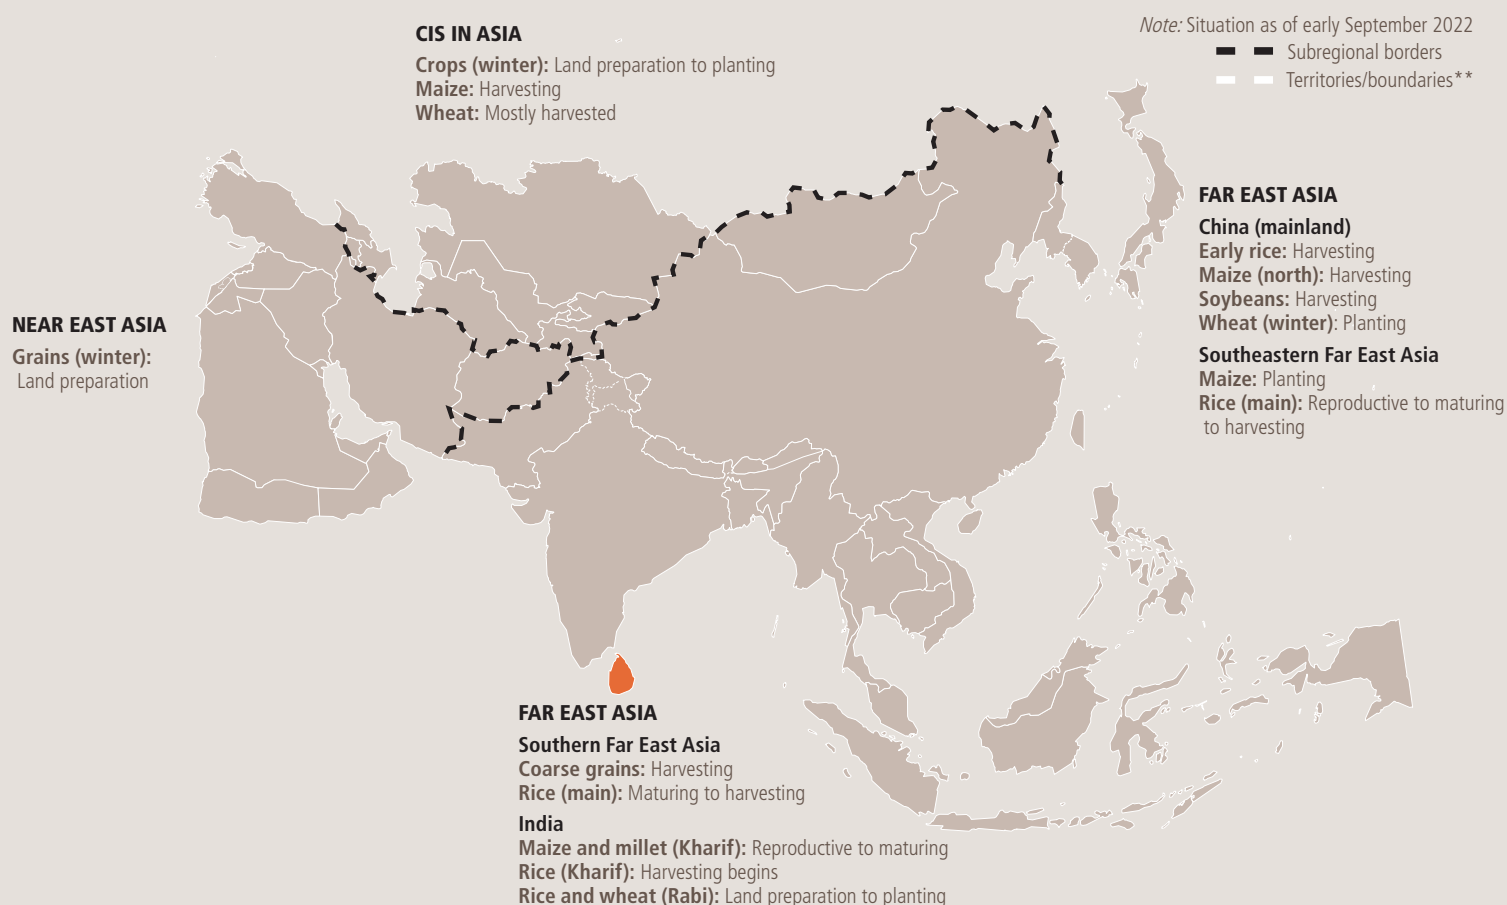 CIS IN ASIA
Crops (winter): Land preparation to planting
Maize: Harvesting
Wheat: Mostly harvested
Note: Situation as of early September 2022
Subregional borders
Territories/boundaries**
FAR EAST ASIA
China (mainland)
Early rice: Harvesting
Maize (north): Harvesting
Soybeans: Harvesting
Wheat (winter): Planting
Southeastern Far East Asia
Maize: Planting
Rice (main): Reproductive to maturing
to harvesting
NEAR EAST ASIA
Grains (winter):
Land preparation
FAR EAST ASIA
Southern Far East Asia
Coarse grains: Harvesting
Rice (main): Maturing to harvesting
India
Maize and millet (Kharif): Reproductive to maturing
Rice (Kharif): Harvesting begins
Rice and wheat (Rabi): Land preparation to planting